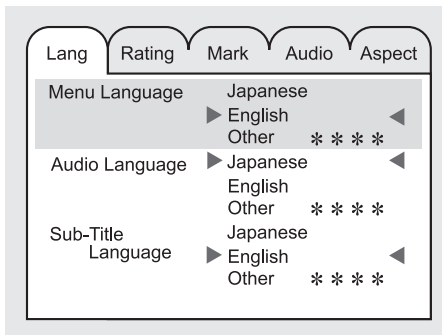 Lang Rating Mark Audio Aspect
Menu Language Japanese
▶ English ◀
Other ＊＊＊＊
Audio Language ▶ Japanese ◀
English
Other ＊＊＊＊
Sub-Title Japanese
Language ▶ English ◀
Other ＊＊＊＊